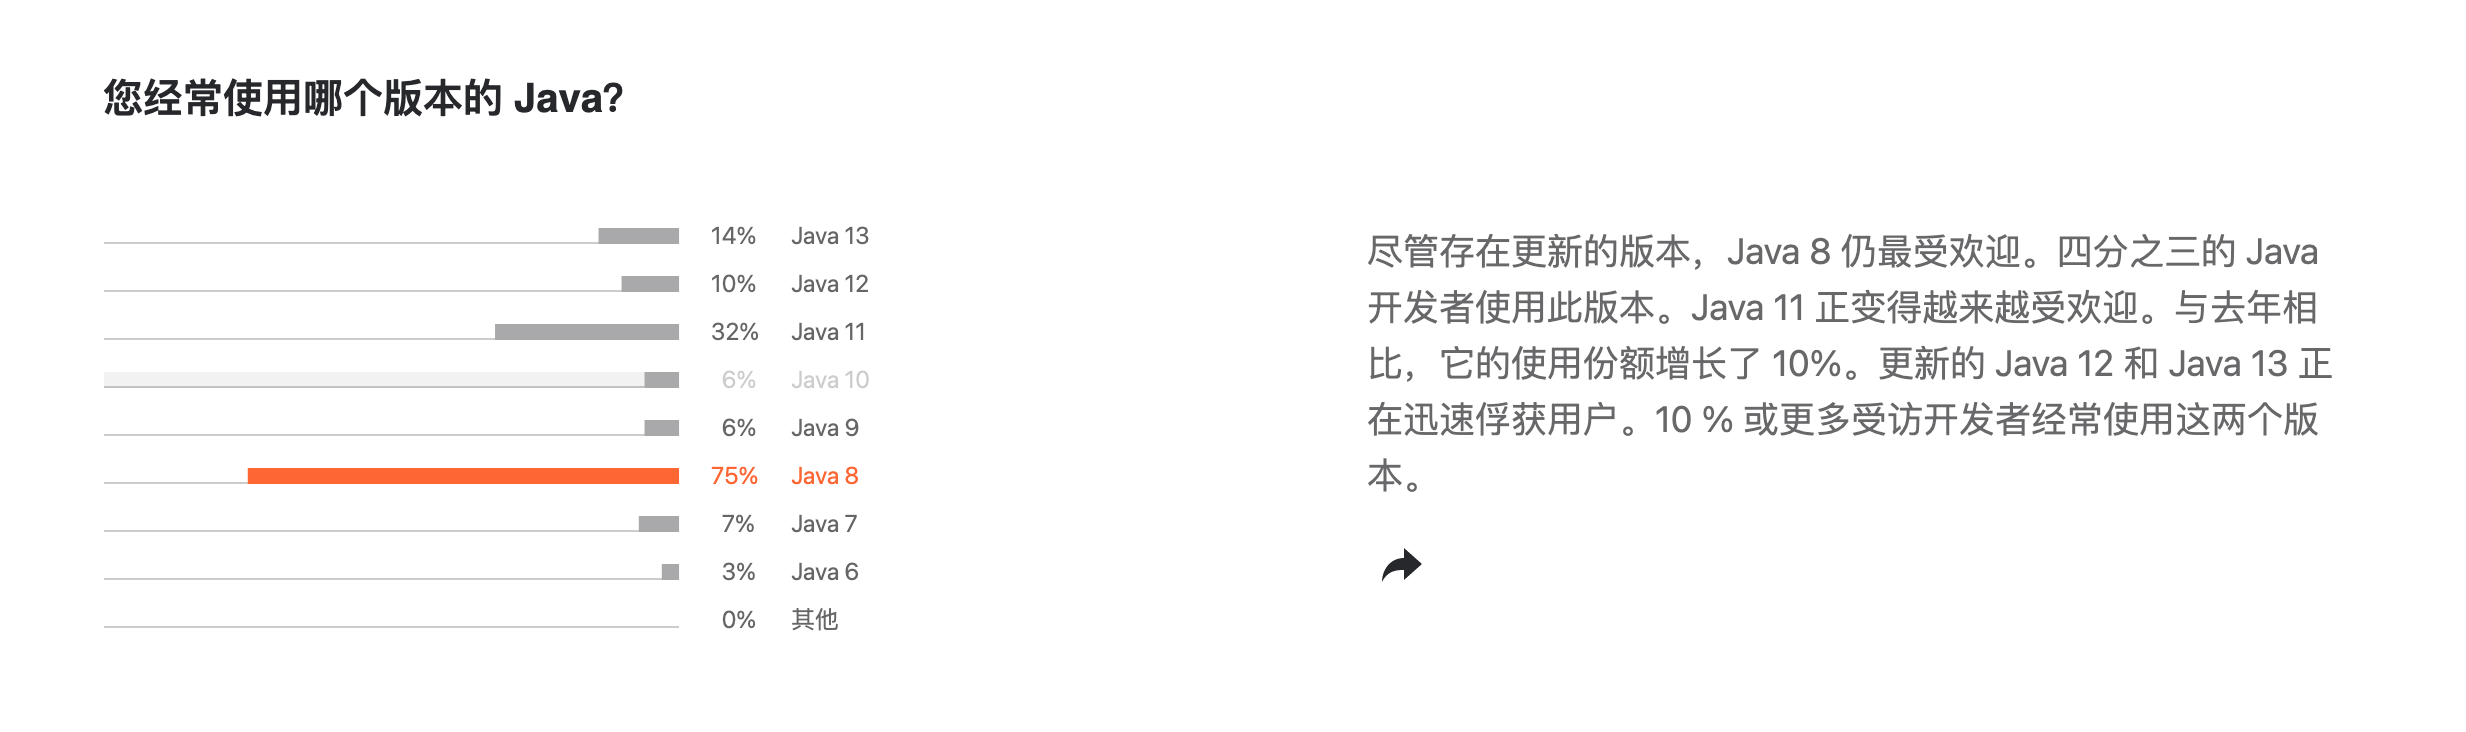 您经常使用哪个版本的 Java?
14% Java 13
10% Java 12
32% Java 11
6% Java 10
6% Java 9
75% Java 8
7% Java 7
3% Java 6
0% 其他
尽管存在更新的版本，Java 8 仍最受欢迎。四分之三的 Java
开发者使用此版本。Java 11 正变得越来越受欢迎。与去年相
比，它的使用份额增长了 10%。更新的 Java 12 和 Java 13 正
在迅速俘获用户。10 % 或更多受访开发者经常使用这两个版
本。